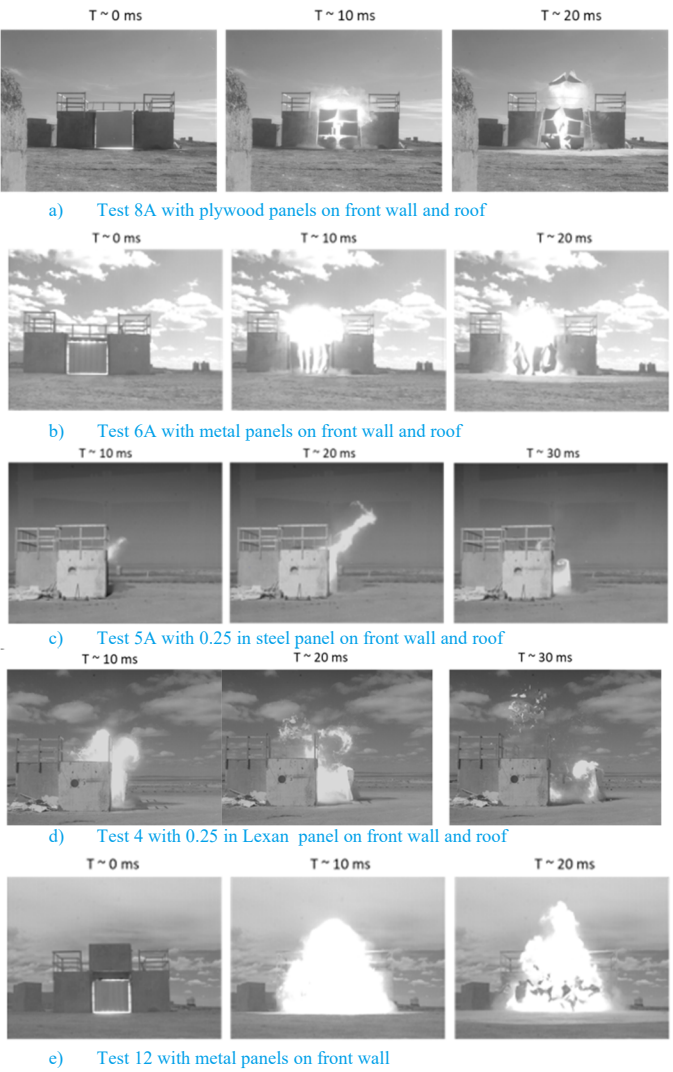 T ~ 0 ms T ~ 10 ms T ~ 20 ms
a) Test 8A with plywood panels on front wall and roof
T ~ 0 ms T ~ 10 ms T ~ 20 ms
b) Test 6A with metal panels on front wall and roof
T ~ 10 ms T ~ 20 ms T ~ 30 ms
c) Test 5A with 0.25 in steel panel on front wall and roof
T ~ 10 ms T ~ 20 ms T ~ 30 ms
d) Test 4 with 0.25 in Lexan panel on front wall and roof
T ~ 0 ms T ~ 10 ms T ~ 20 ms
e) Test 12 with metal panels on front wall